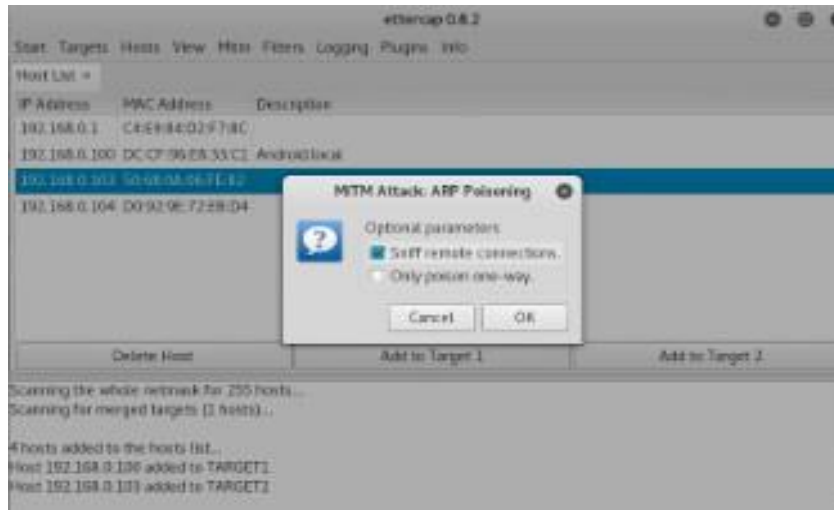 ettercap 0.8.2
Start Targets Hosts View Mitm Filters Logging Plugins Info
Host List ×
IP Address MAC Address Description
192.168.0.1
192.168.0.100 Android.local
192.168.0.103
192.168.0.104
MITM Attack: ARP Poisoning
Optional parameters
Sniff remote connections.
Only poison one-way.
Cancel OK
Delete Host Add to Target 1 Add to Target 2
Scanning the whole netmask for 255 hosts...
Scanning for merged targets hosts)...
4 hosts added to the hosts list...
Host 192.168.0.100 added to TARGET1
Host 192.168.0.103 added to TARGET2